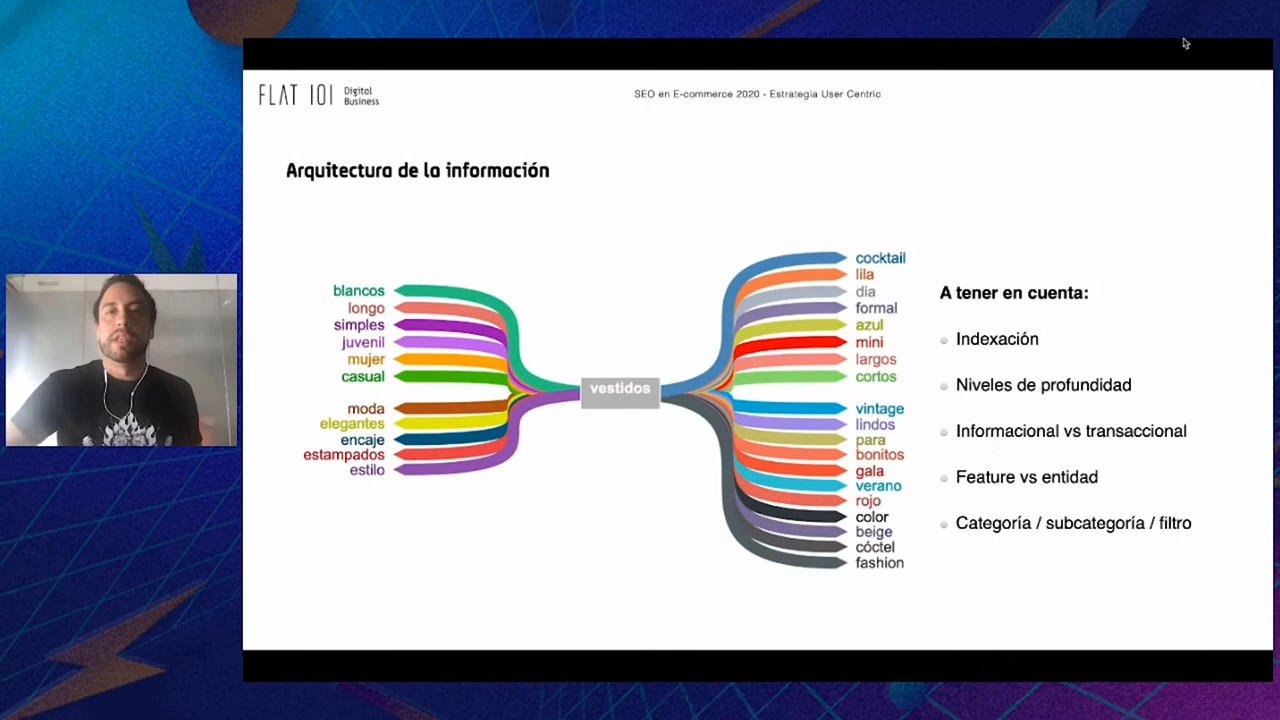 FLAT 101 Digital
Business
SEO en E-commerce 2020 - Estrategia User Centric
Arquitectura de la información
blancos
longo
simples
juvenil
mujer
casual
moda
elegantes
encaje
estampados
estilo
vestidos
cocktail
lila
dia
formal
azul
mini
largos
cortos
vintage
lindos
para
bonitos
gala
verano
rojo
color
beige
cóctel
fashion
A tener en cuenta:
Indexación
Niveles de profundidad
Informacional vs transaccional
Feature vs entidad
Categoría / subcategoría / filtro